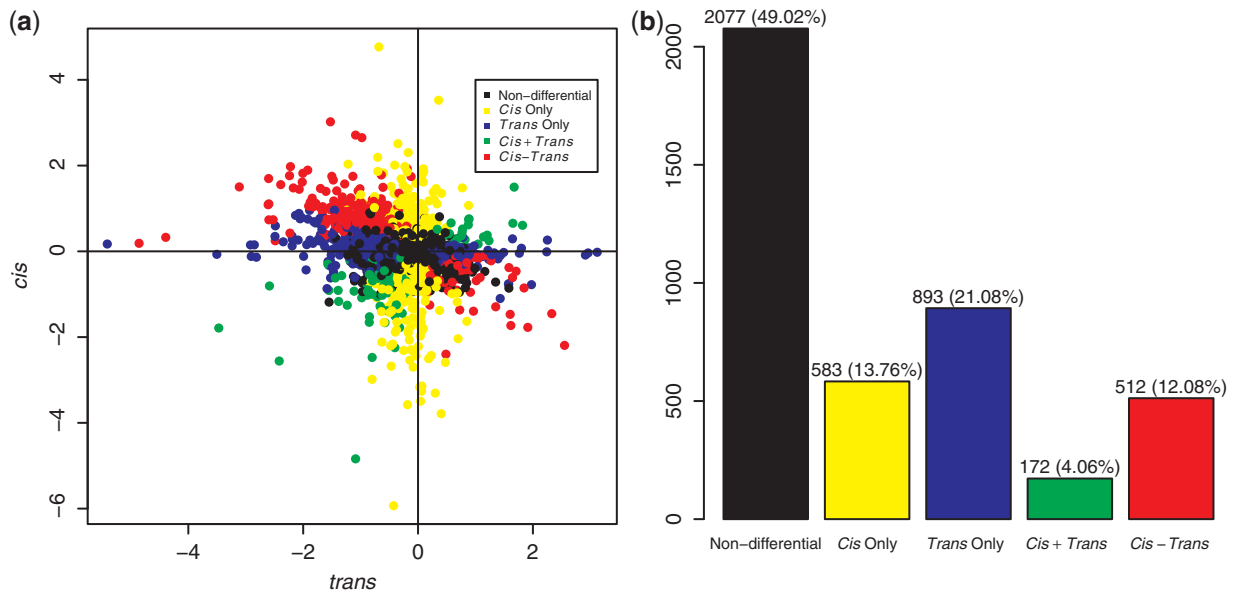 (a)
cis
4
2
0
−2
−4
−6
−4
−2
0
2
trans
Non−differential
Cis Only
Trans Only
Cis + Trans
Cis−Trans
(b)
2000
1500
1000
500
0
2077 (49.02%)
583 (13.76%)
893 (21.08%)
172 (4.06%)
512 (12.08%)
Non−differential
Cis Only
Trans Only
Cis + Trans
Cis − Trans